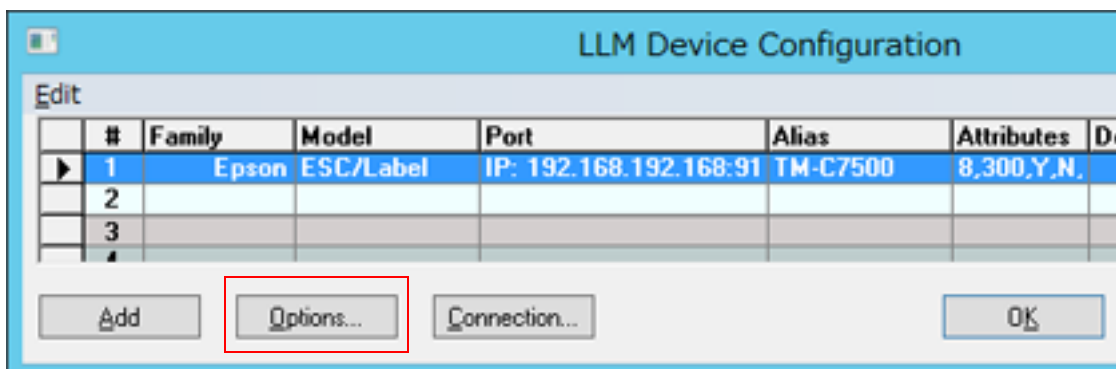 LLM Device Configuration
Edit
# Family Model Port Alias Attributes
1 Epson ESC/Label IP: 192.168.192.168:91 TM-C7500 8,300,Y,N,
2
3
Add Options... Connection... OK